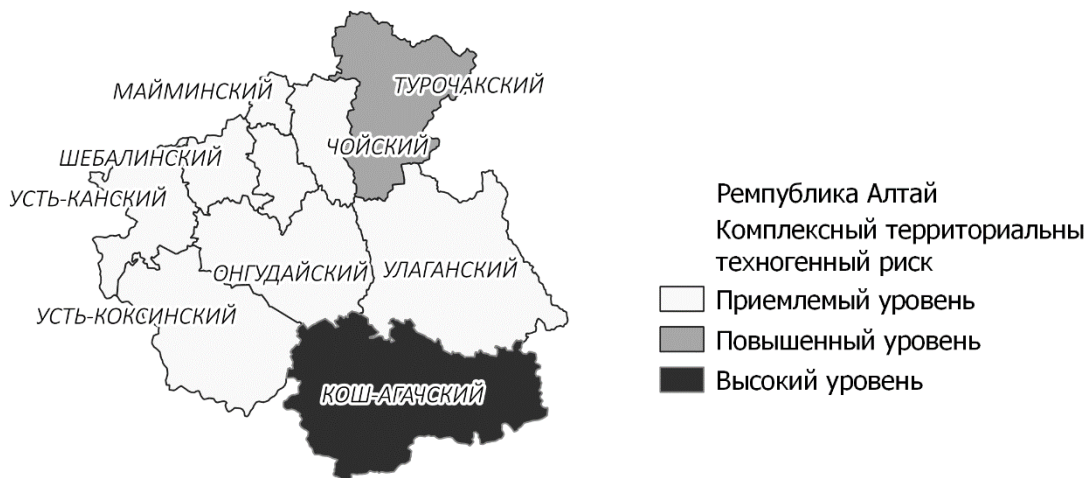 МАЙМИНСКИЙ
ТУРОЧАКСКИЙ
ЧОЙСКИЙ
ШЕБАЛИНСКИЙ
УСТЬ-КАНСКИЙ
ОНГУДАЙСКИЙ
УЛАГАНСКИЙ
УСТЬ-КОКСИНСКИЙ
КОШ-АГАЧСКИЙ
Ремпублика Алтай
Комплексный территориальны
техногенный риск
Приемлемый уровень
Повышенный уровень
Высокий уровень